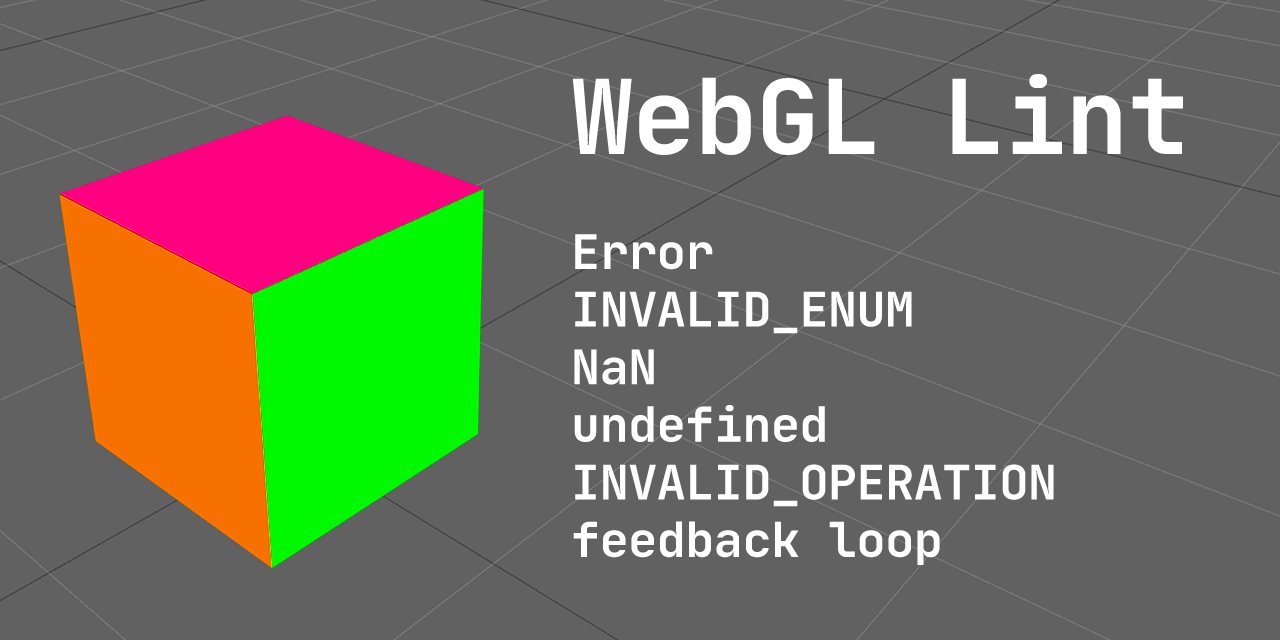 WebGL Lint
Error
INVALID_ENUM
NaN
undefined
INVALID_OPERATION
feedback loop